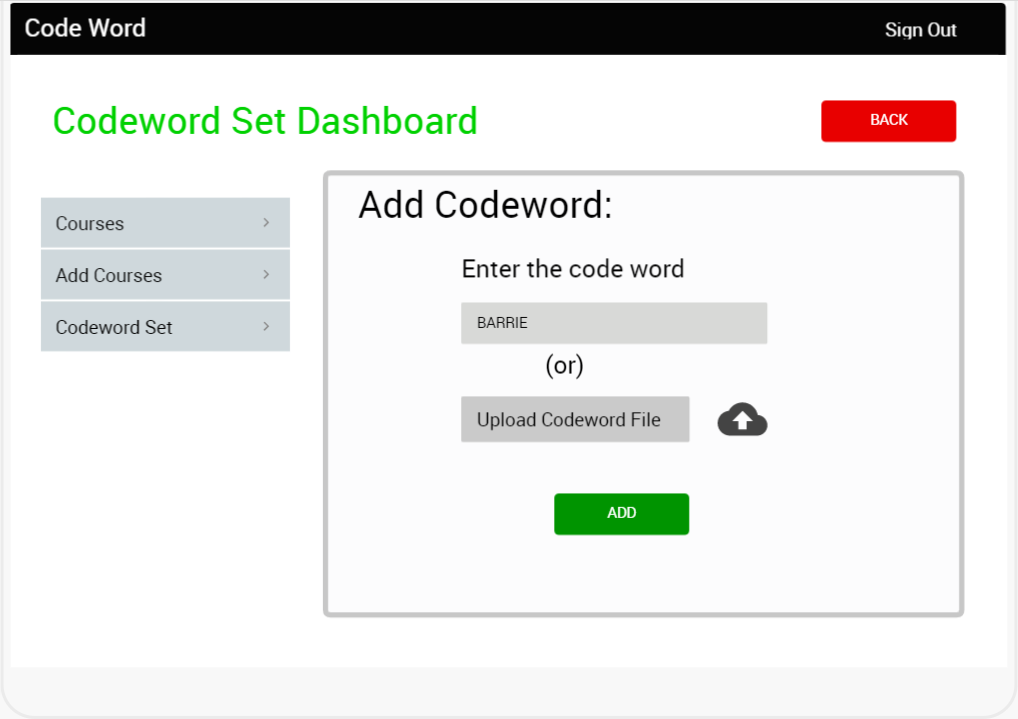 Code Word
Sign Out
Codeword Set Dashboard
BACK
Courses
Add Courses
Codeword Set
Add Codeword:
Enter the code word
BARRIE
(or)
Upload Codeword File
ADD